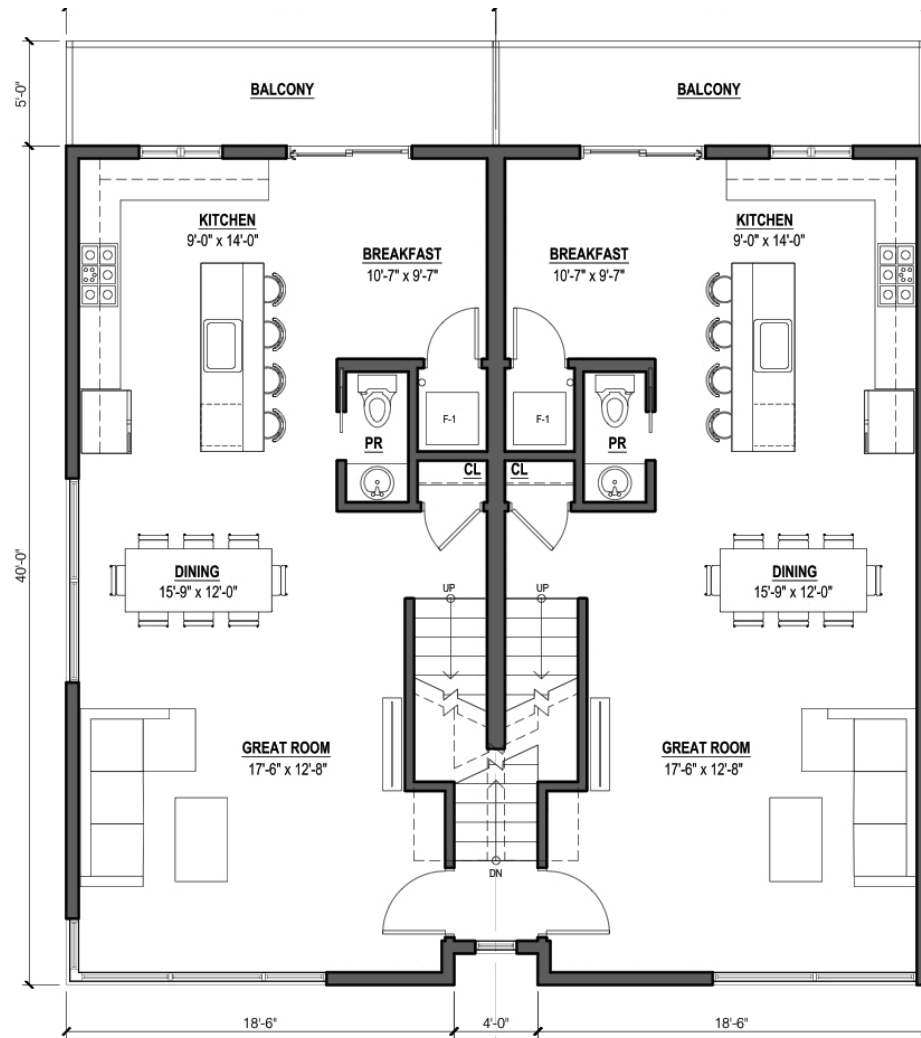 BALCONY
BALCONY
5'-0"
KITCHEN
9'-0" x 14'-0"
KITCHEN
9'-0" x 14'-0"
BREAKFAST
10'-7" x 9'-7"
BREAKFAST
10'-7" x 9'-7"
F-1
F-1
PR
PR
CL
CL
40'-0"
DINING
15'-9" x 12'-0"
DINING
15'-9" x 12'-0"
UP
UP
GREAT ROOM
17'-6" x 12'-8"
GREAT ROOM
17'-6" x 12'-8"
DN
18'-6"
4'-0"
18'-6"